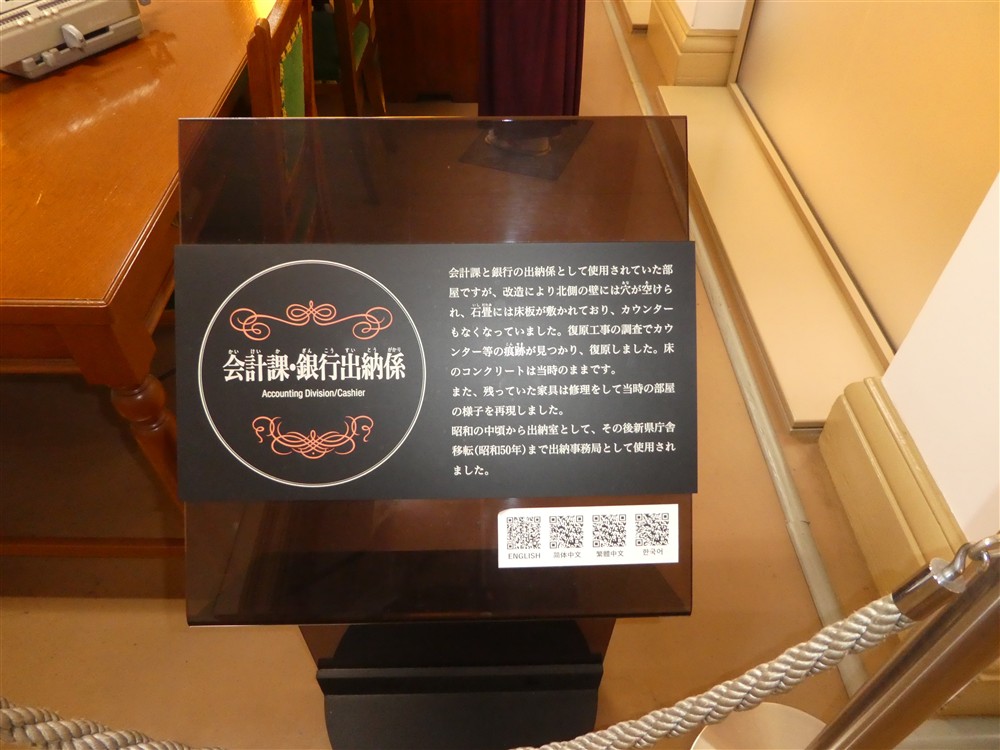 会計課・銀行出納係
Accounting Division/Cashier
会計課と銀行の出納係として使用されていた部
屋ですが、改造により北側の壁には穴が空けら
れ、石畳には床板が敷かれており、カウンター
もなくなっていました。復原工事の調査でカウ
ンター等の痕跡が見つかり、復原しました。床
のコンクリートは当時のままです。
また、残っていた家具は修理をして当時の部屋
の様子を再現しました。
昭和の中頃から出納室として、その後新県庁舎
移転(昭和50年)まで出納事務局として使用され
ました。
ENGLISH 简体中文 繁體中文 한국어